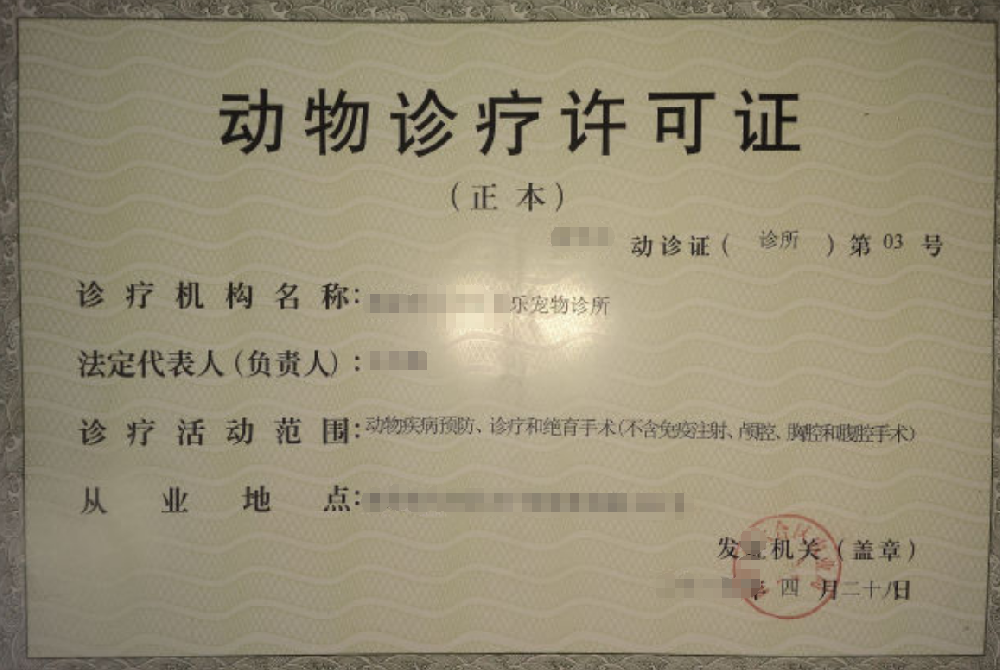 动物诊疗许可证
（正 本）
动诊证（ 诊所 ）第 03 号
诊疗机构名称： 乐宠物诊所
法定代表人（负责人）：
诊疗活动范围：动物疾病预防、诊疗和绝育手术（不含免疫注射、颅腔、胸腔和腹腔手术）
从业地点：
发 机关（盖章）
年 四 月二十八日